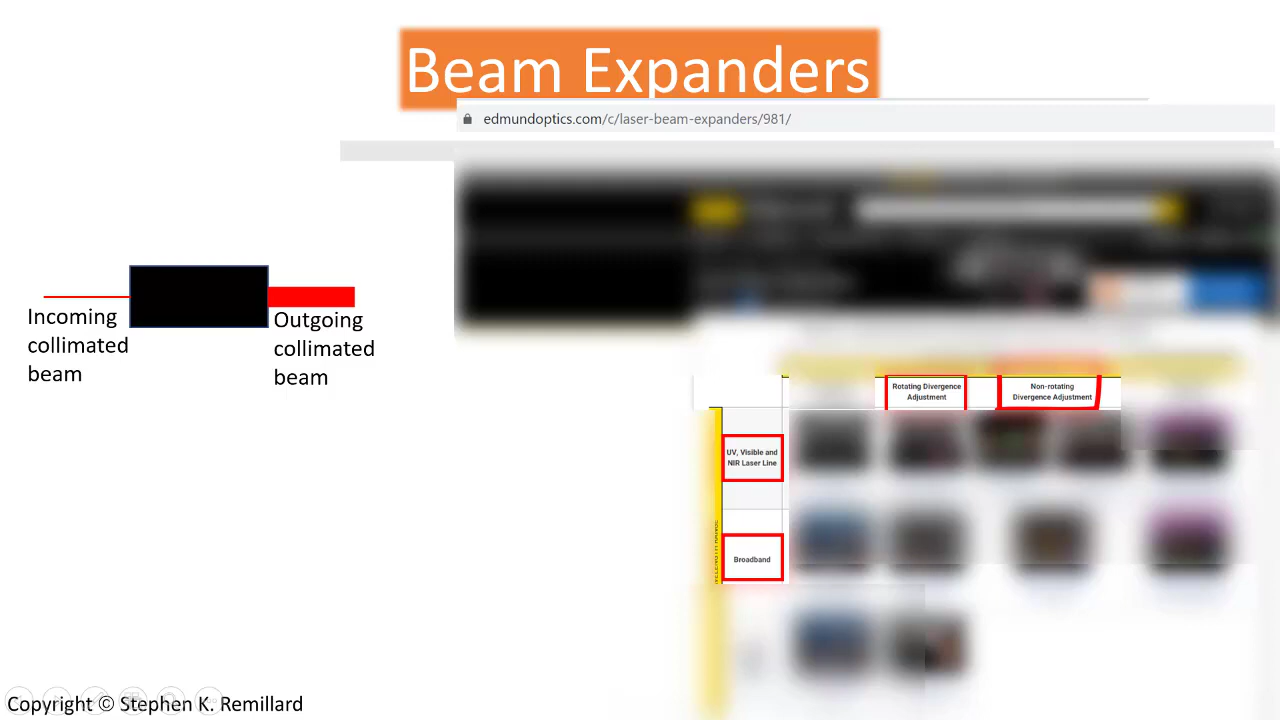 Beam Expanders
edmundoptics.com/c/laser-beam-expanders/981/
Incoming
collimated
beam
Outgoing
collimated
beam
Rotating Divergence
Adjustment
Non-rotating
Divergence Adjustment
UV, Visible and
NIR Laser Line
Broadband
Copyright © Stephen K. Remillard